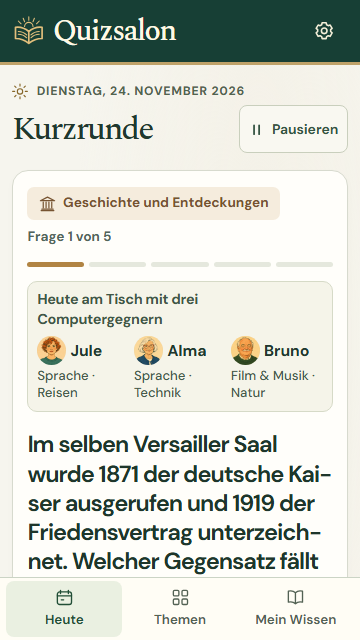 Quizsalon
DIENSTAG, 24. NOVEMBER 2026
Kurzrunde
Pausieren
Geschichte und Entdeckungen
Frage 1 von 5
Heute am Tisch mit drei
Computergegnern
Jule
Alma
Bruno
Sprache ·
Reisen
Sprache ·
Technik
Film & Musik ·
Natur
Im selben Versailler Saal
wurde 1871 der deutsche Kai-
ser ausgerufen und 1919 der
Friedensvertrag unterzeich-
net. Welcher Gegensatz fällt
Heute
Themen
Mein Wissen